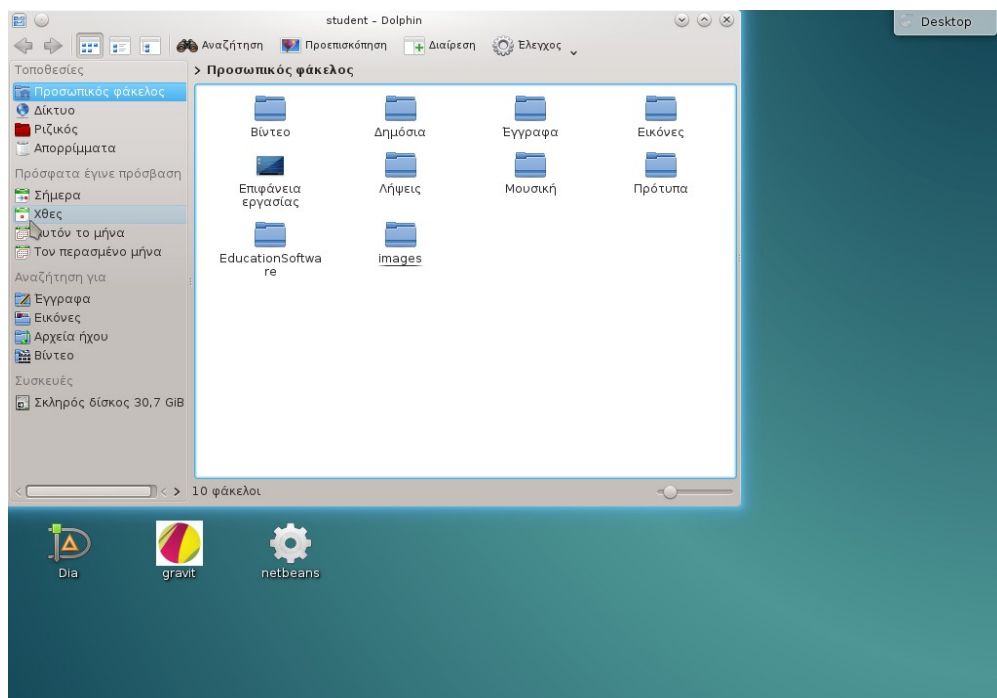 student - Dolphin
Desktop
Αναζήτηση Προεπισκόπηση Διαίρεση Έλεγχος
Τοποθεσίες
> Προσωπικός φάκελος
Προσωπικός φάκελος
Δίκτυο
Ριζικός
Απορρίμματα
Πρόσφατα έγινε πρόσβαση
Σήμερα
Χθες
Αυτόν το μήνα
Τον περασμένο μήνα
Αναζήτηση για
Έγγραφα
Εικόνες
Αρχεία ήχου
Βίντεο
Συσκευές
Σκληρός δίσκος 30,7 GiB
Βίντεο Δημόσια Έγγραφα Εικόνες
Επιφάνεια
εργασίας
Λήψεις Μουσική Πρότυπα
EducationSoftwa
re
images
10 φάκελοι
Dia gravit netbeans